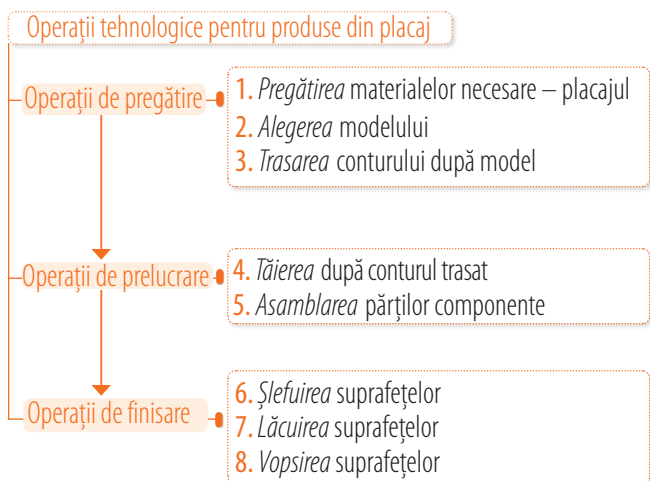 Operații tehnologice pentru produse din placaj
Operații de pregătire
1. Pregătirea materialelor necesare – placajul
2. Alegerea modelului
3. Trasarea conturului după model
Operații de prelucrare
4. Tăierea după conturul trasat
5. Asamblarea părților componente
Operații de finisare
6. Șlefuirea suprafețelor
7. Lăcuirea suprafețelor
8. Vopsirea suprafețelor